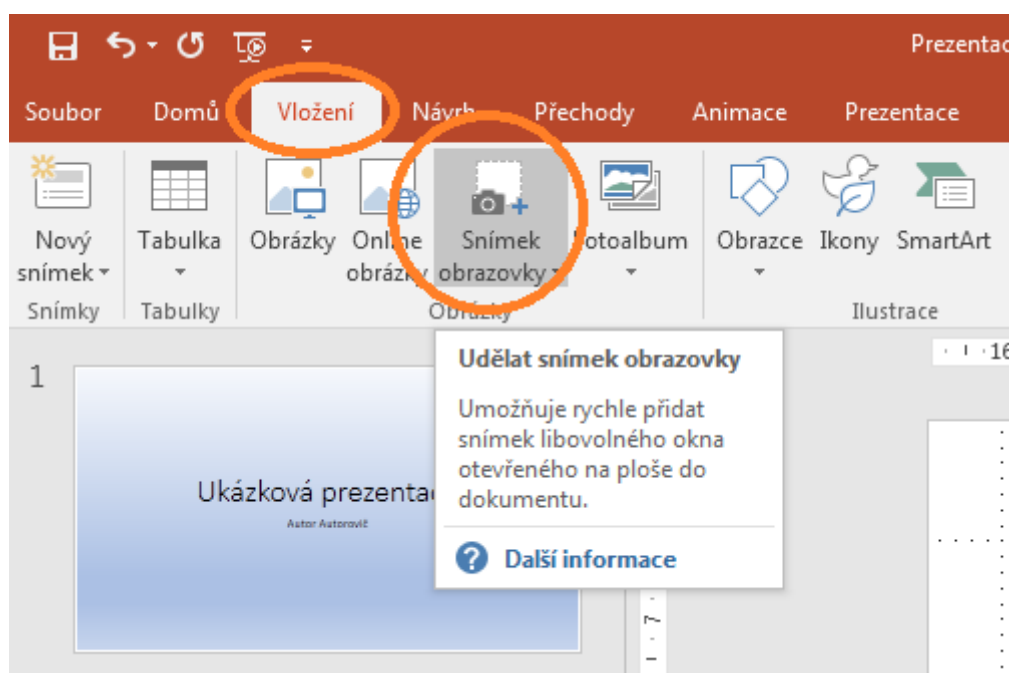 Prezentac
Soubor Domů Vložení Návrh Přechody Animace Prezentace
Nový snímek
Tabulka
Obrázky
Online obrázky
Snímek obrazovky
Fotoalbum
Obrazce
Ikony
SmartArt
Snímky
Tabulky
Obrázky
Ilustrace
1
Ukázková prezentac
Autor Autorovič
Udělat snímek obrazovky
Umožňuje rychle přidat
snímek libovolného okna
otevřeného na ploše do
dokumentu.
Další informace
16
7